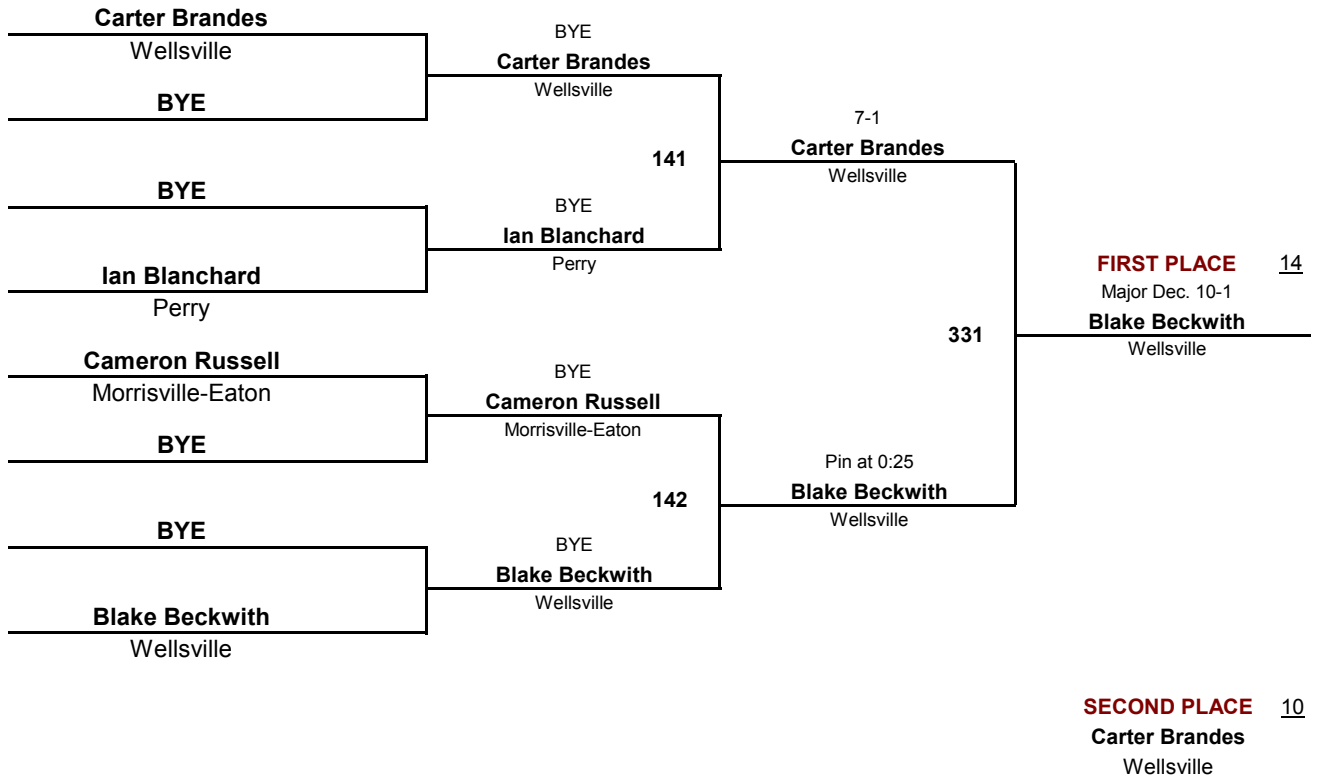 Carter Brandes
Wellsville
BYE
BYE
Ian Blanchard
Perry
Cameron Russell
Morrisville-Eaton
BYE
BYE
Blake Beckwith
Wellsville
BYE
Carter Brandes
Wellsville
141
BYE
Ian Blanchard
Perry
BYE
Cameron Russell
Morrisville-Eaton
142
BYE
Blake Beckwith
Wellsville
7-1
Carter Brandes
Wellsville
331
Pin at 0:25
Blake Beckwith
Wellsville
FIRST PLACE 14
Major Dec. 10-1
Blake Beckwith
Wellsville
SECOND PLACE 10
Carter Brandes
Wellsville